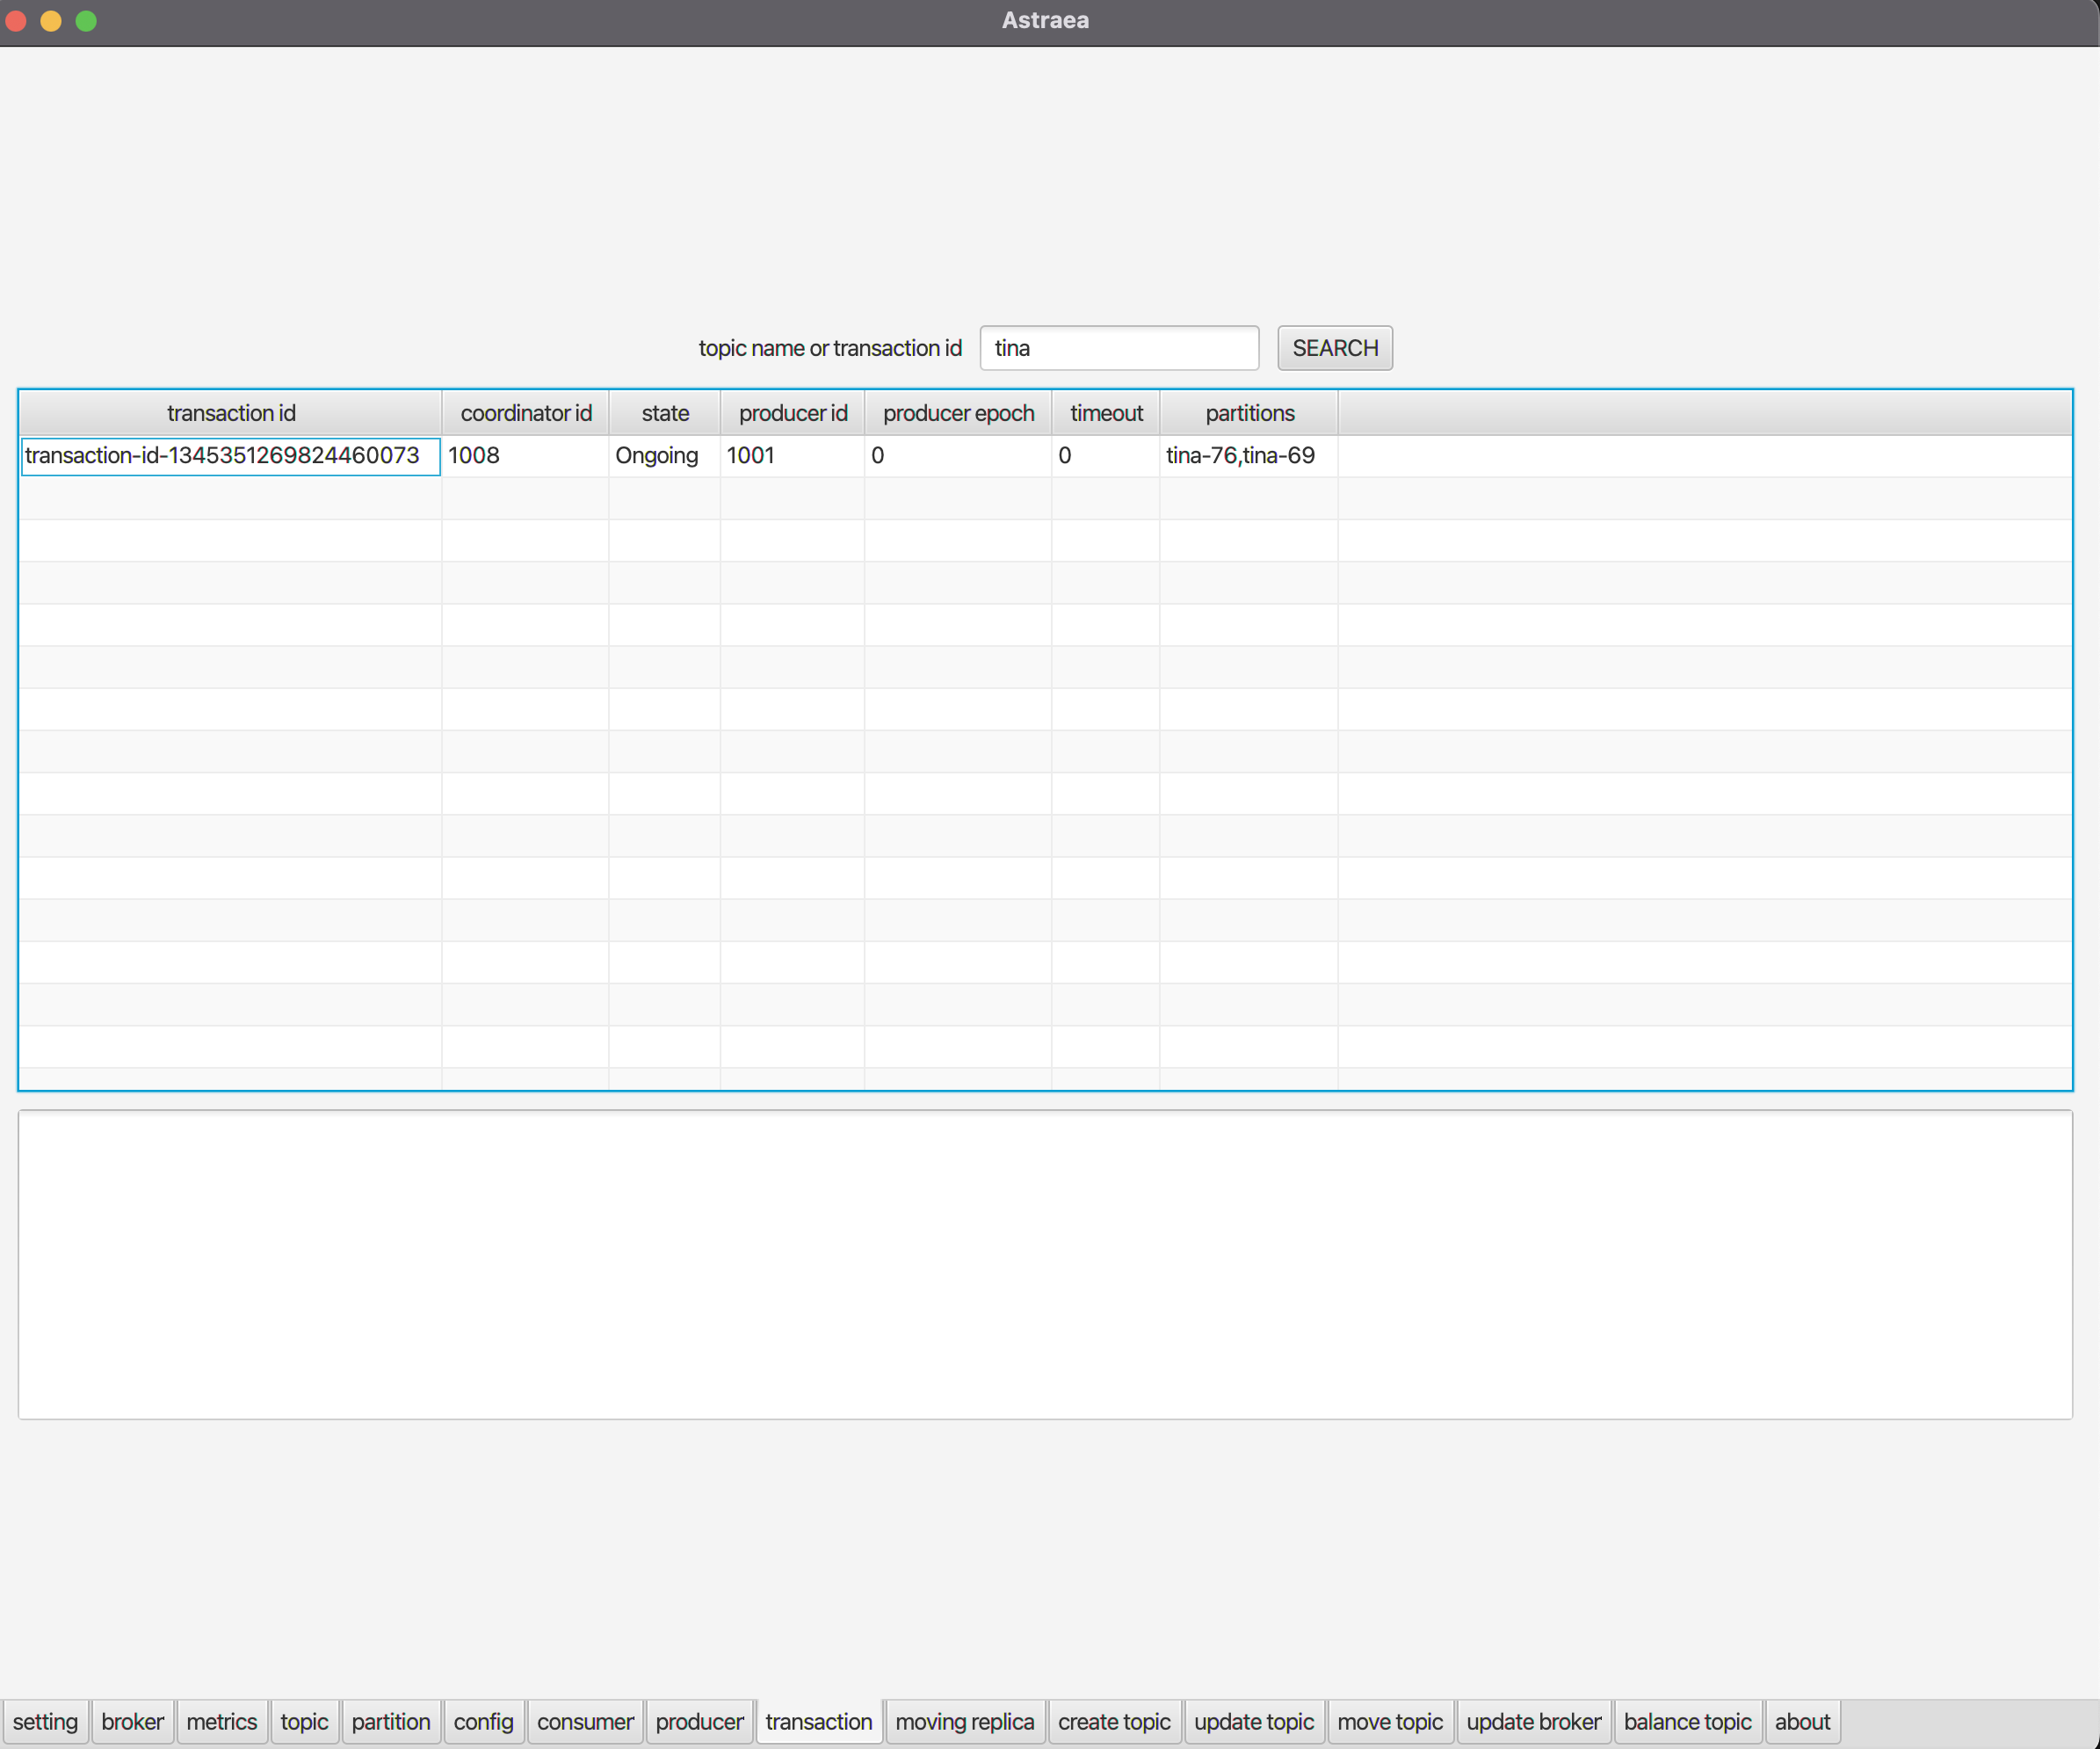 Astraea
topic name or transaction id tina SEARCH
transaction id coordinator id state producer id producer epoch timeout partitions
transaction-id-1345351269824460073 1008 Ongoing 1001 0 0 tina-76,tina-69
setting broker metrics topic partition config consumer producer transaction moving replica create topic update topic move topic update broker balance topic about